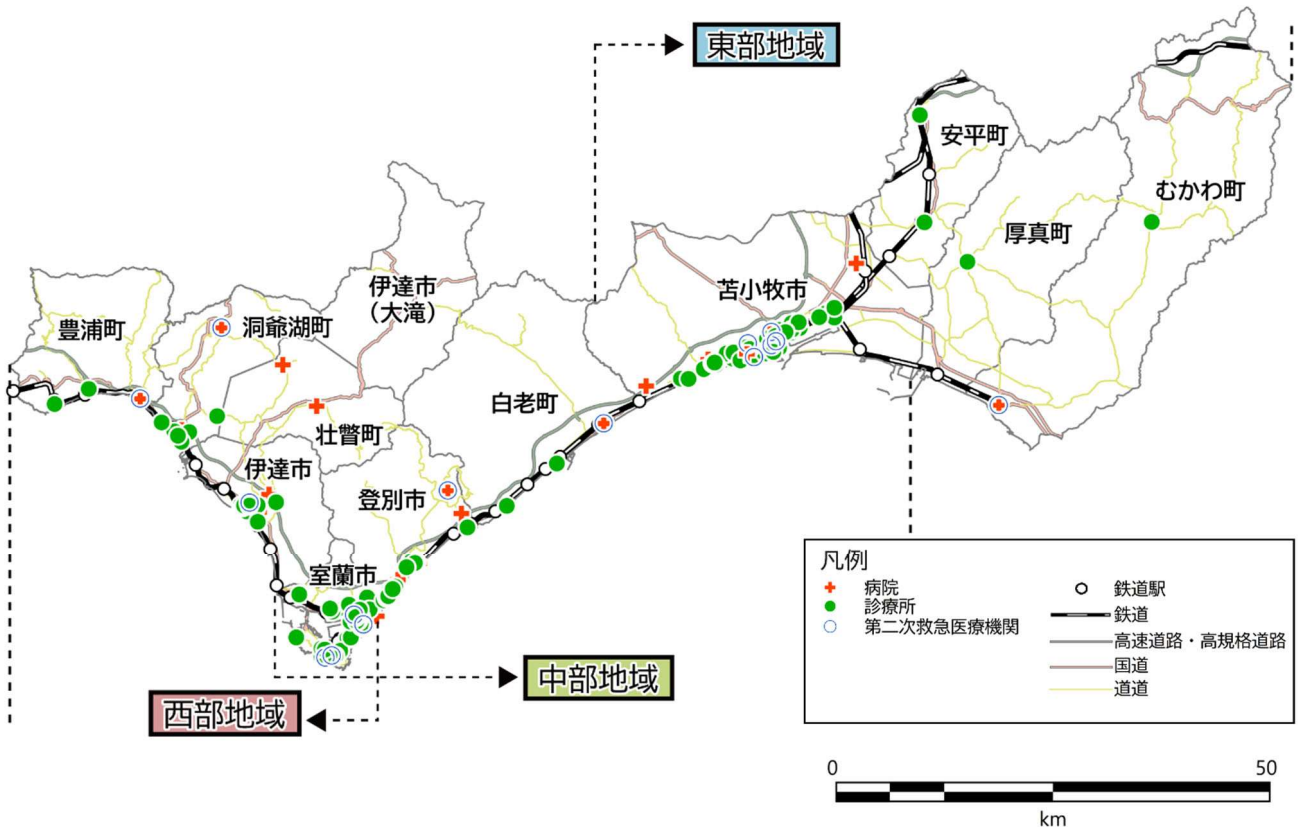 東部地域
安平町
むかわ町
厚真町
伊達市
(大滝)
苫小牧市
豊浦町
洞爺湖町
白老町
壮瞥町
伊達市
登別市
室蘭市
中部地域
西部地域
凡例
病院
診療所
第二次救急医療機関
鉄道駅
鉄道
高速道路・高規格道路
国道
道道
0 50
km